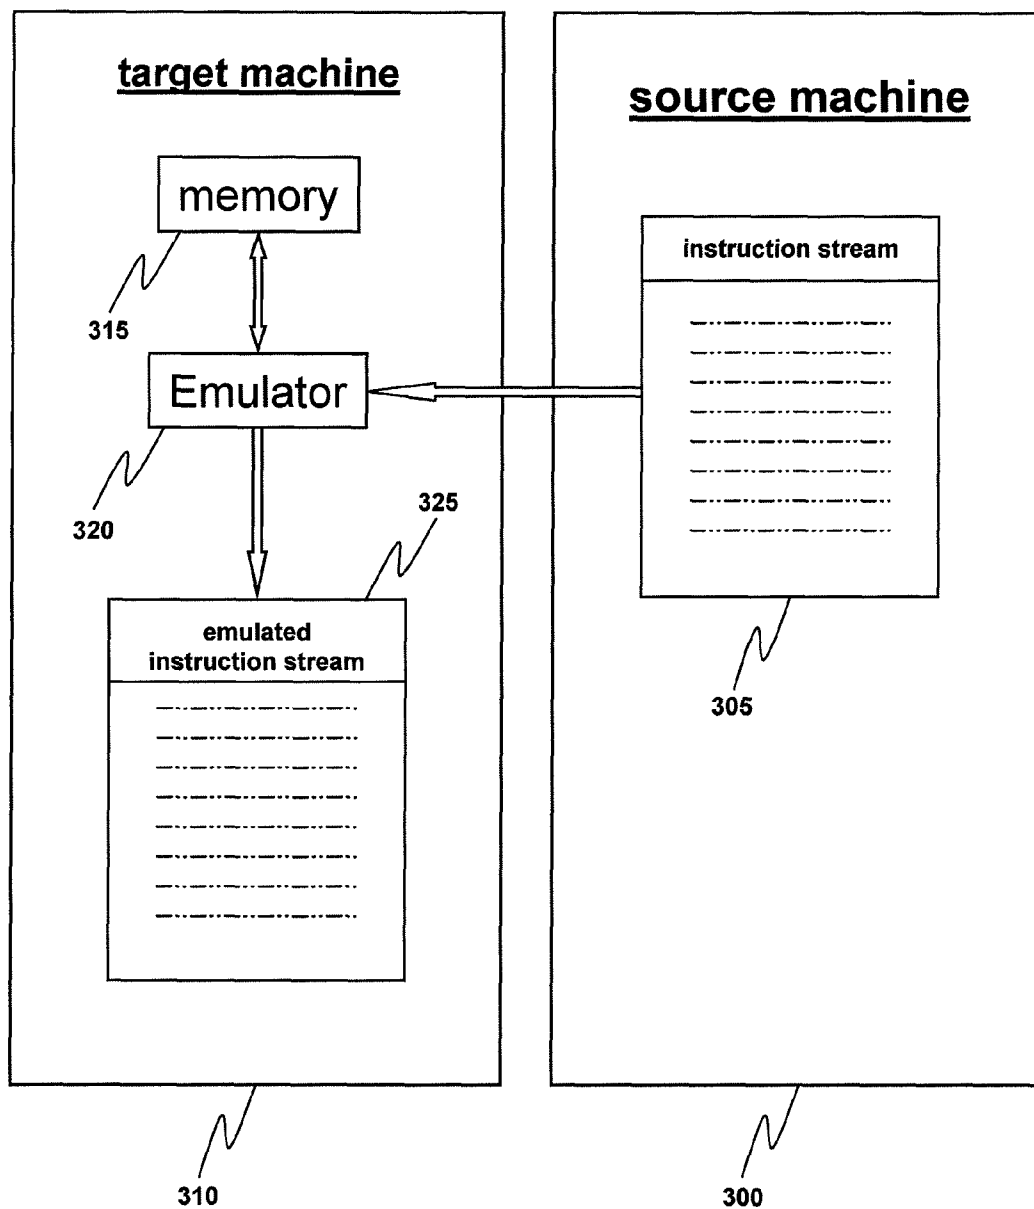 target machine
memory
315
Emulator
320
325
emulated
instruction stream
310
source machine
instruction stream
305
300